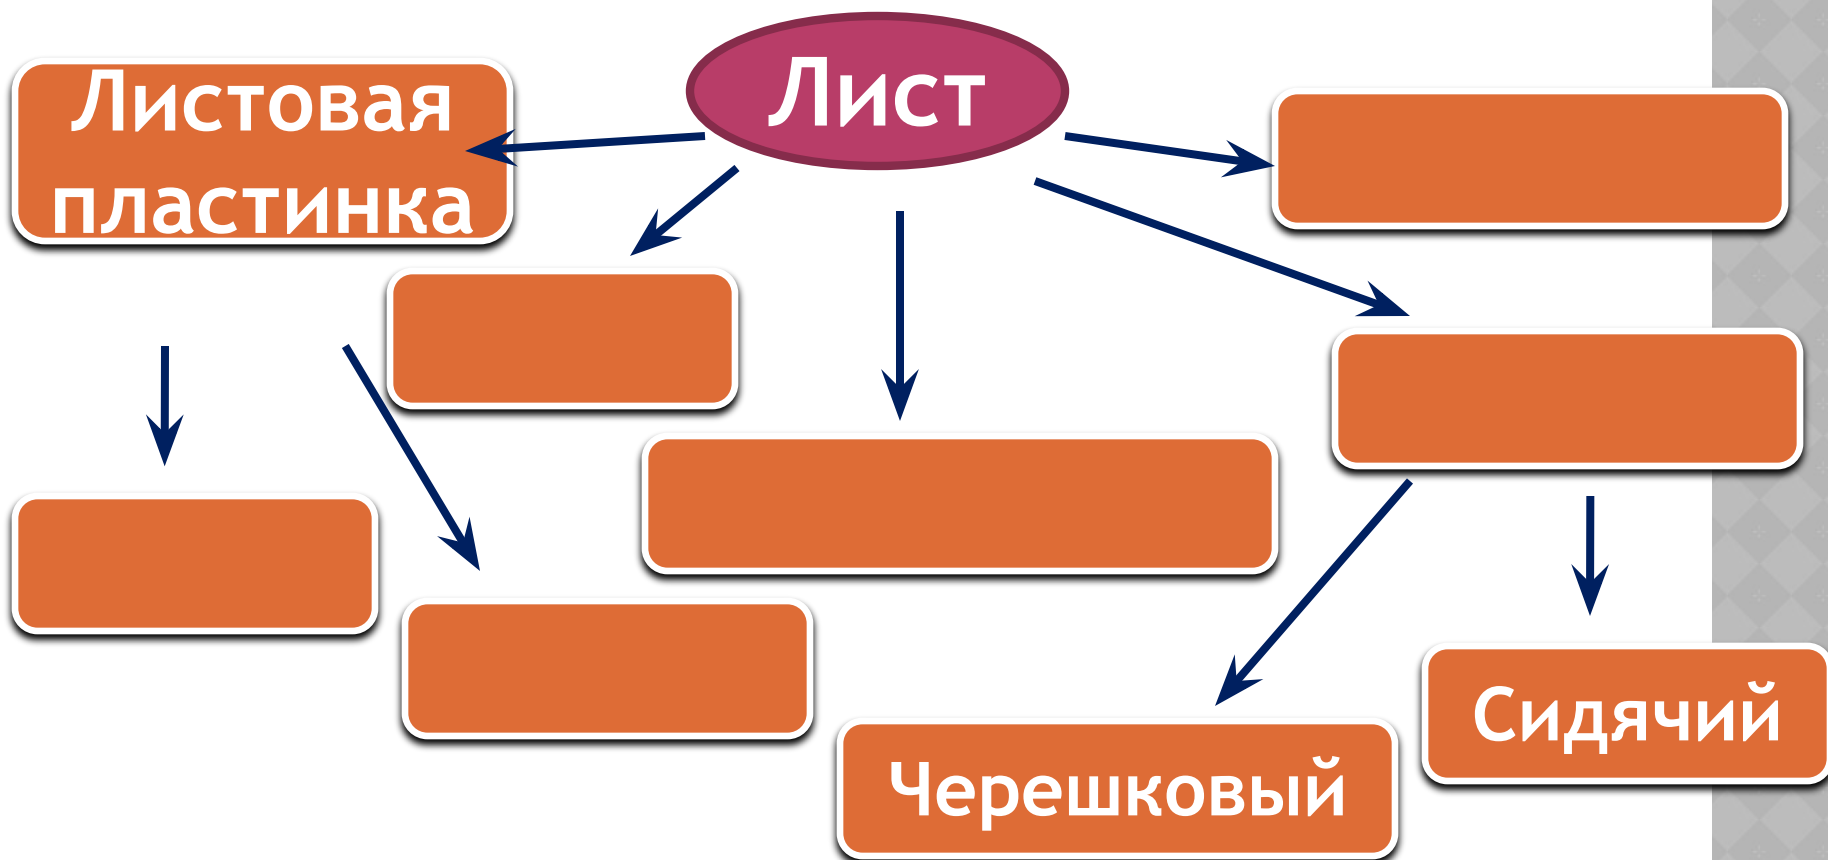 Лист
Листовая
пластинка
Сидячий
Черешковый